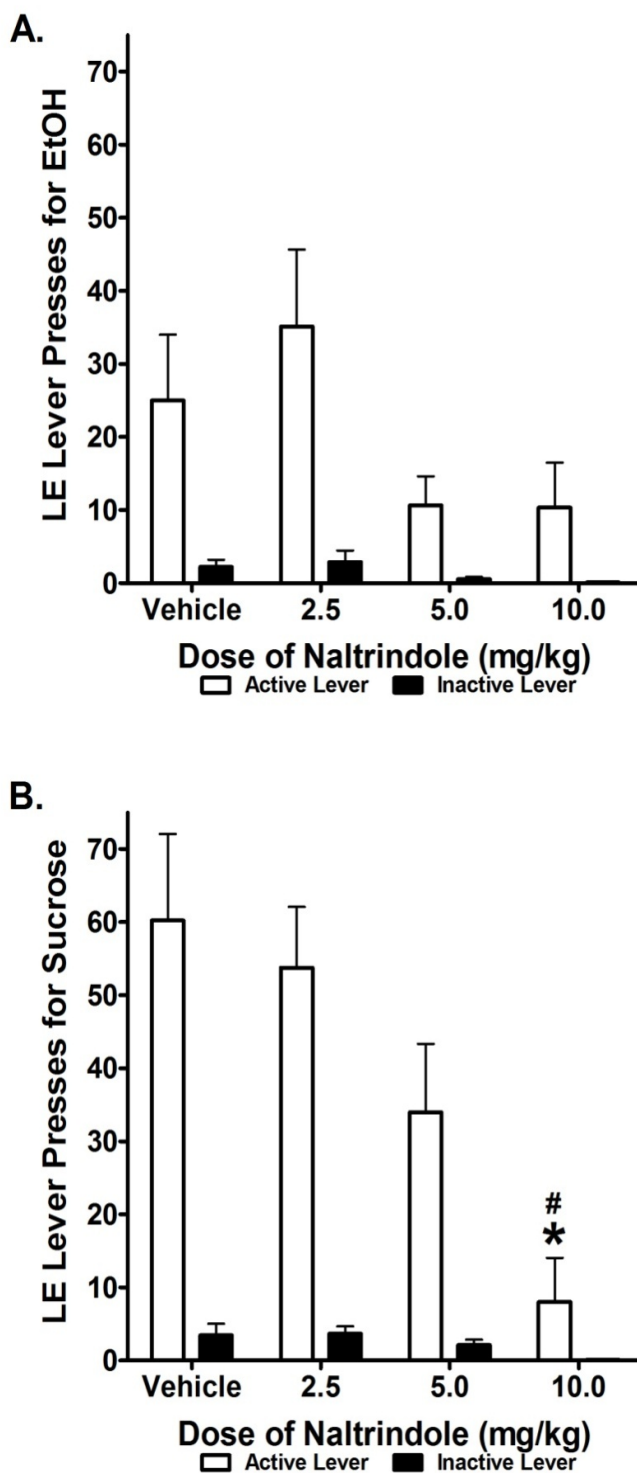 A.
LE Lever Presses for EtOH
70
60
50
40
30
20
10
0
Vehicle 2.5 5.0 10.0
Dose of Naltrindole (mg/kg)
Active Lever Inactive Lever
B.
LE Lever Presses for Sucrose
70
60
50
40
30
20
10
0
#
*
Vehicle 2.5 5.0 10.0
Dose of Naltrindole (mg/kg)
Active Lever Inactive Lever